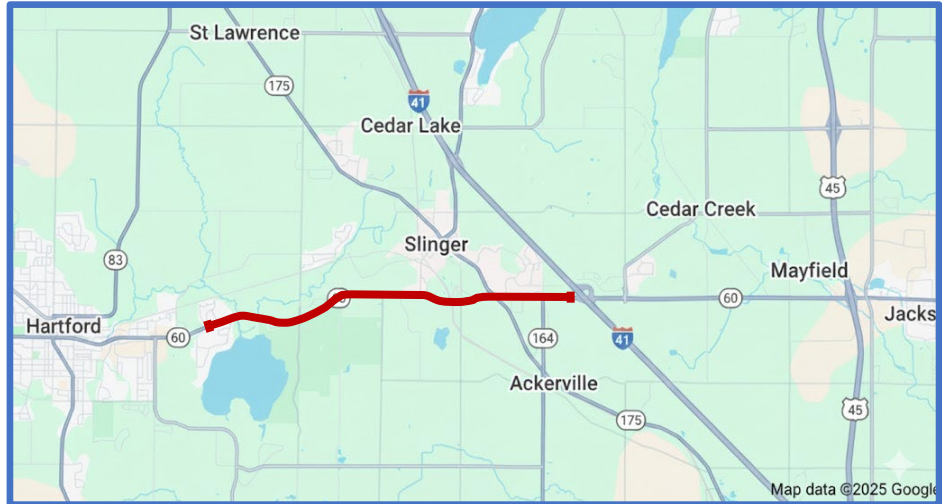 St Lawrence
175
41
Cedar Lake
45
Cedar Creek
Slinger
83
Mayfield
Hartford
60
60
Jacks
164
41
Ackerville
175
45
Map data ©2025 Google